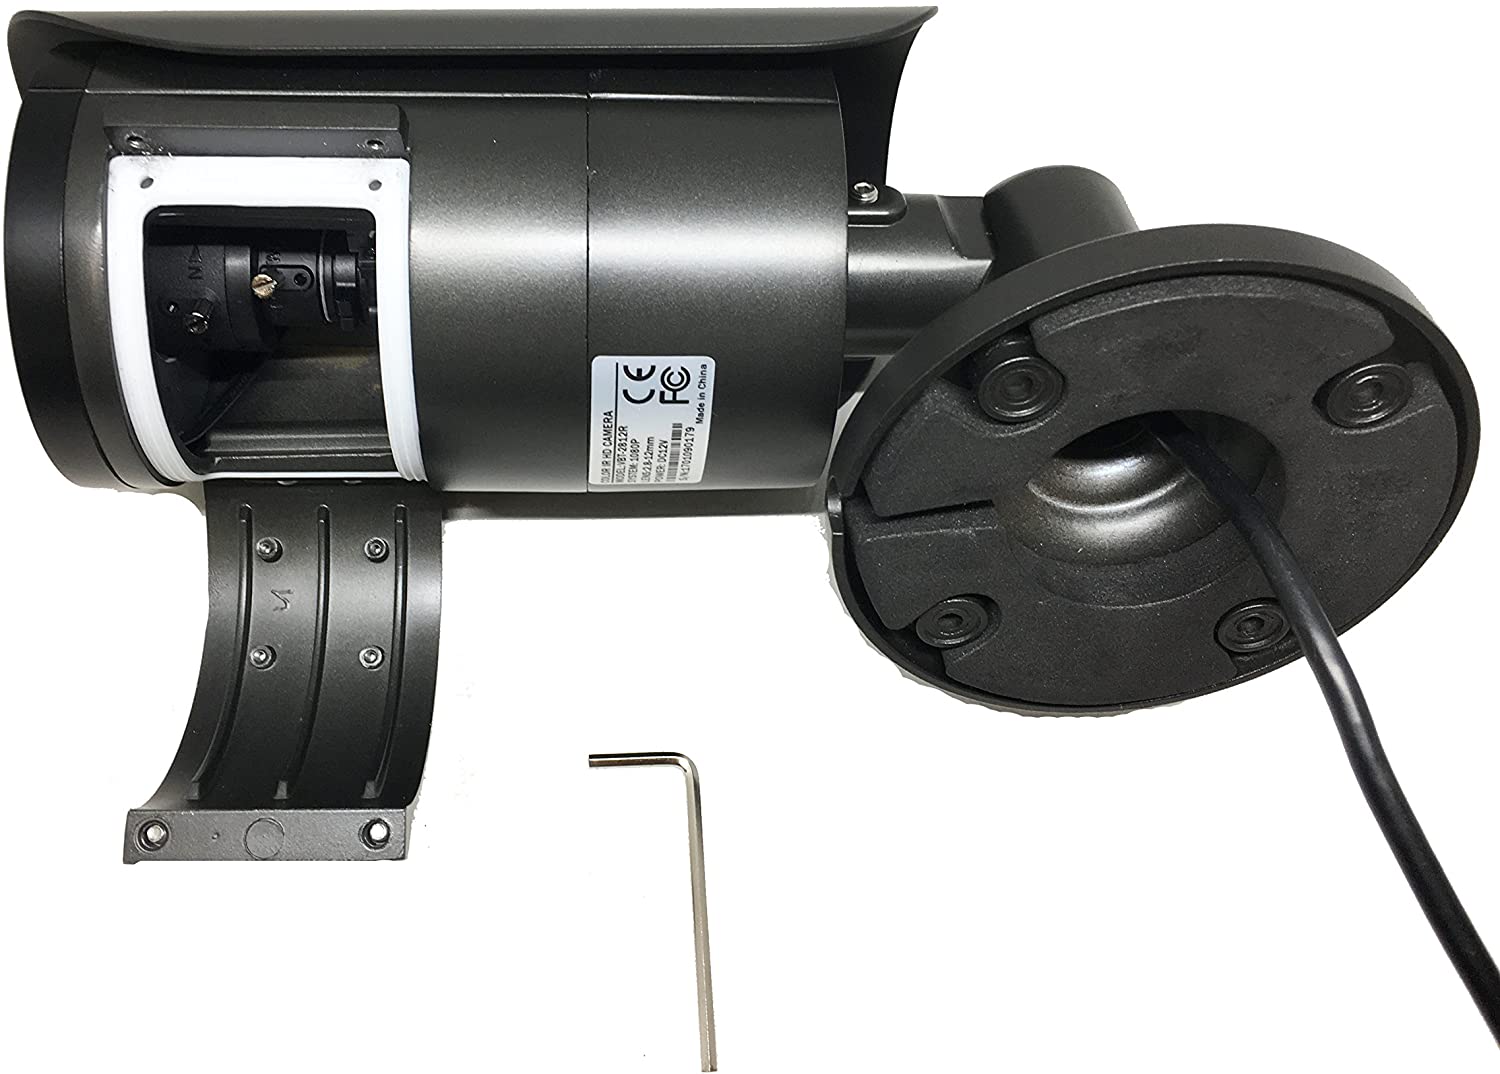 COLOR IR HD CAMERA
MODEL:VBT-2812R
SYSTEM: 1080P
LENS:2.8-12mm
POWER: DC12V
S/N:1701090179
CE FC
Made in China
N